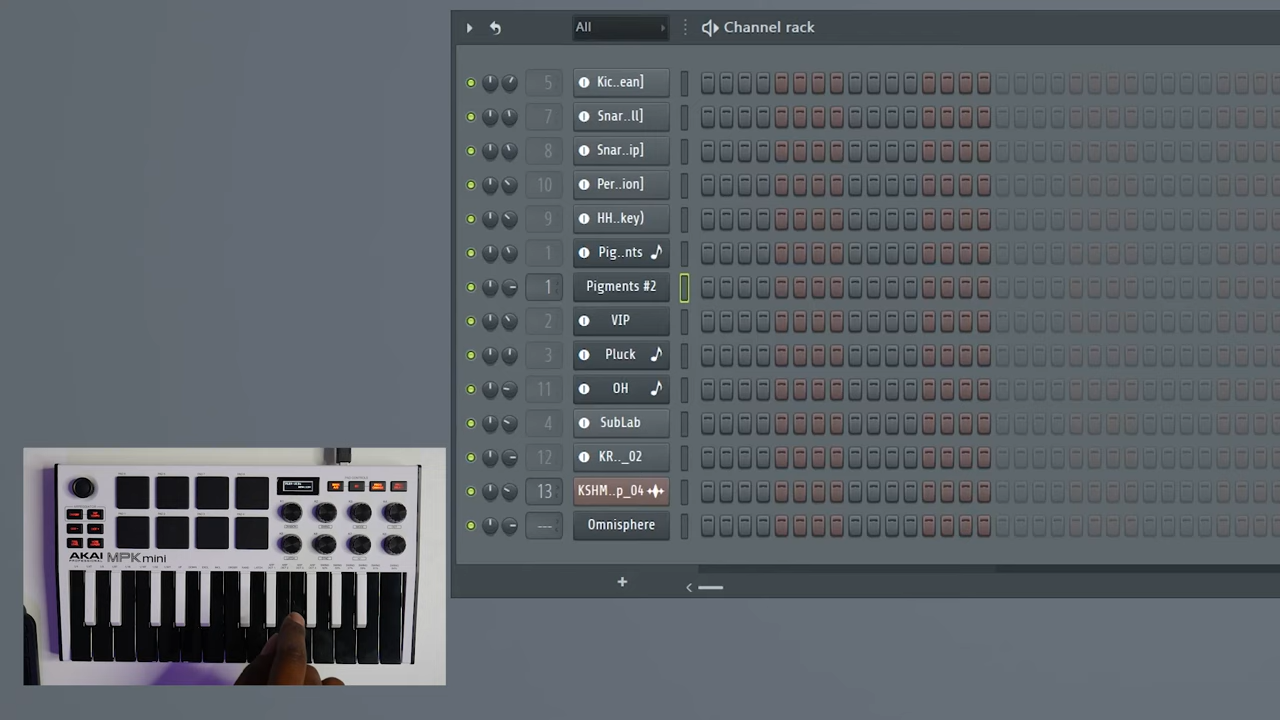 All
Channel rack
5 Kic..ean]
7 Snar..ll]
8 Snar..ip]
10 Per..ion]
9 HH..key)
1 Pig..nts
1 Pigments #2
2 VIP
3 Pluck
11 OH
4 SubLab
12 KR.._02
13 KSHM..p_04
--- Omnisphere
+
AKAI MPK mini
PROFESSIONAL